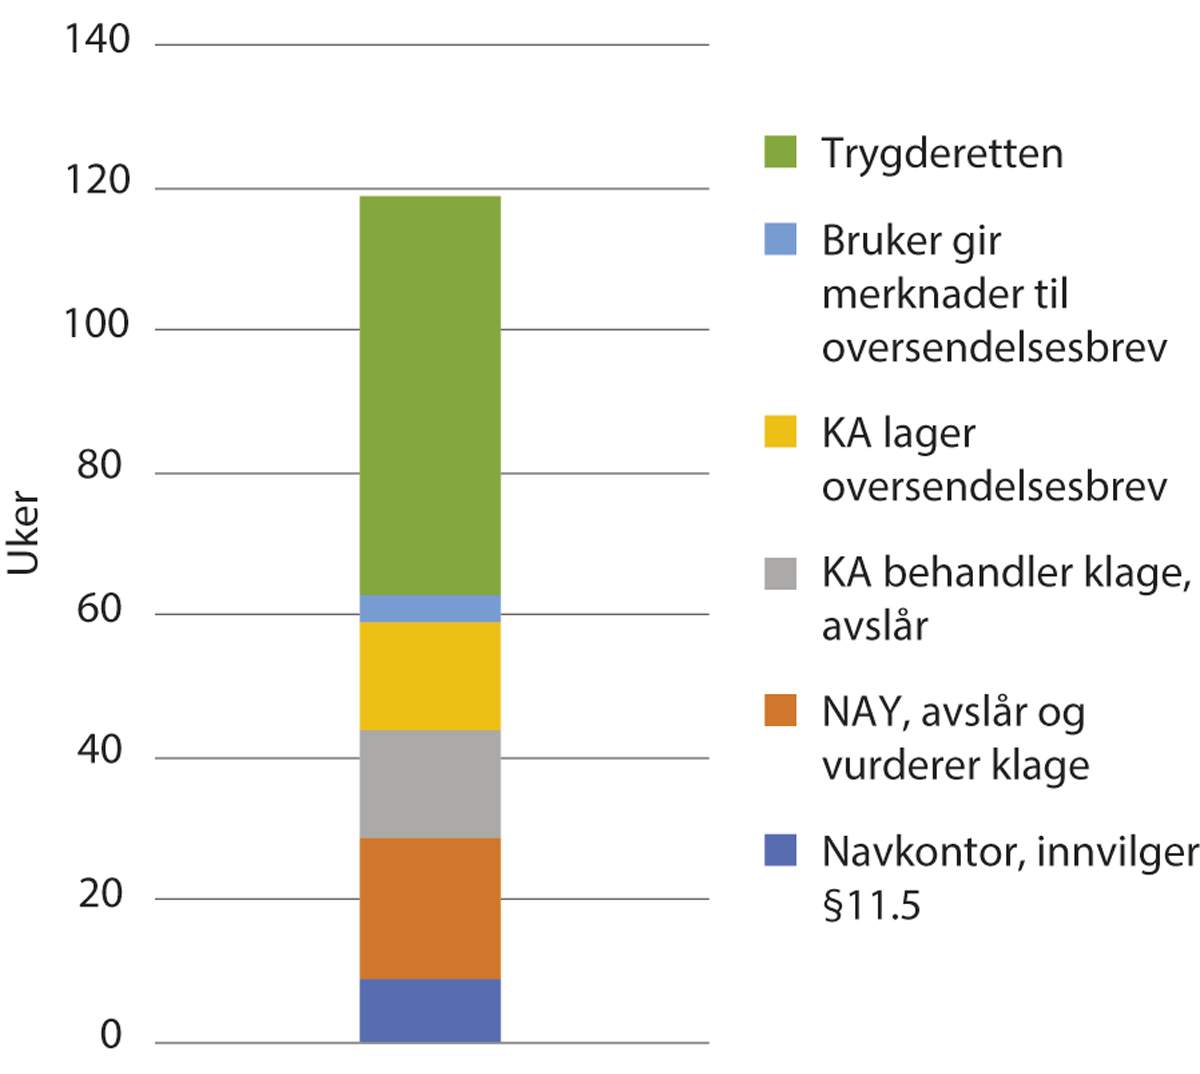 140
120
100
80
60
40
20
0
Uker
Trygderetten
Bruker gir
merknader til
oversendelsesbrev
KA lager
oversendelsesbrev
KA behandler klage,
avslår
NAY, avslår og
vurderer klage
Navkontor, innvilger
§11.5